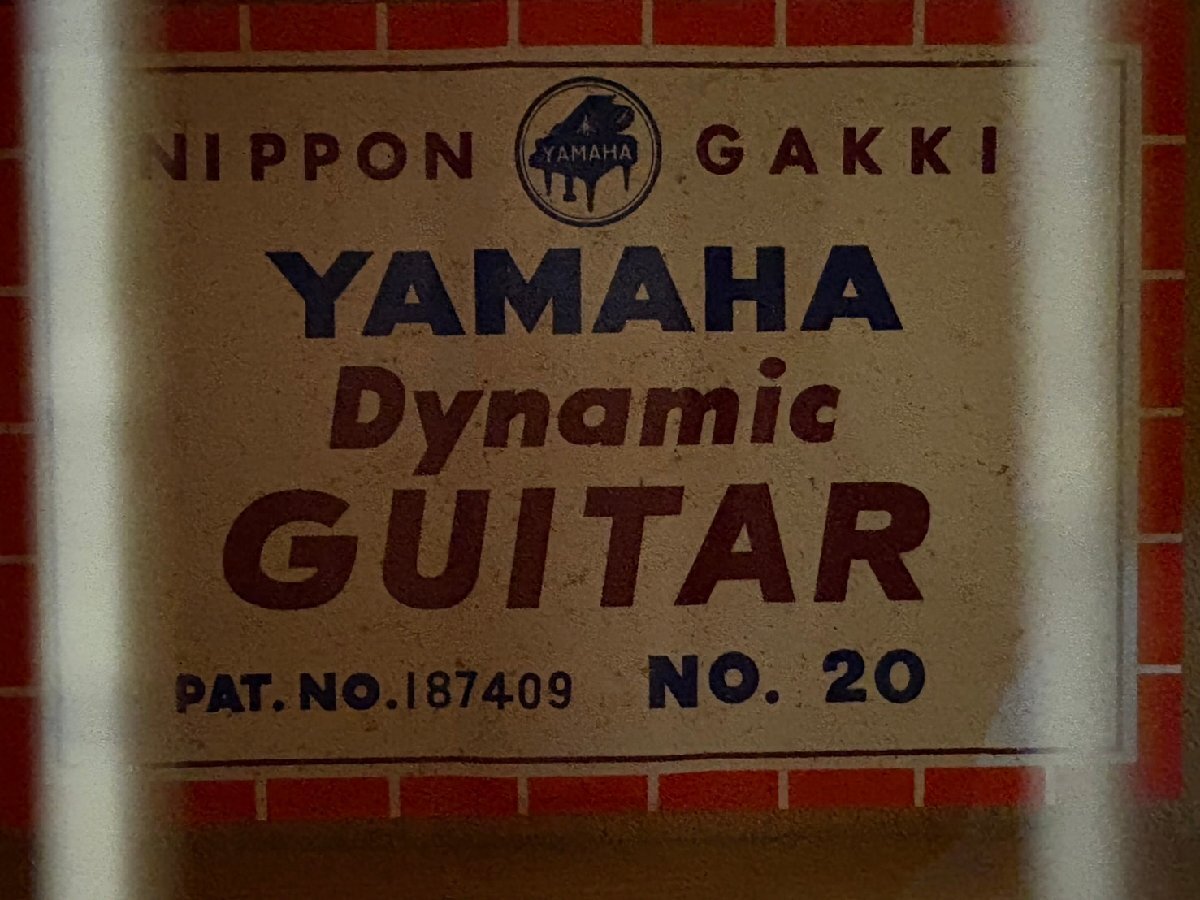 NIPPON YAMAHA GAKKI
YAMAHA
Dynamic
GUITAR
PAT. NO. 187409 NO. 20